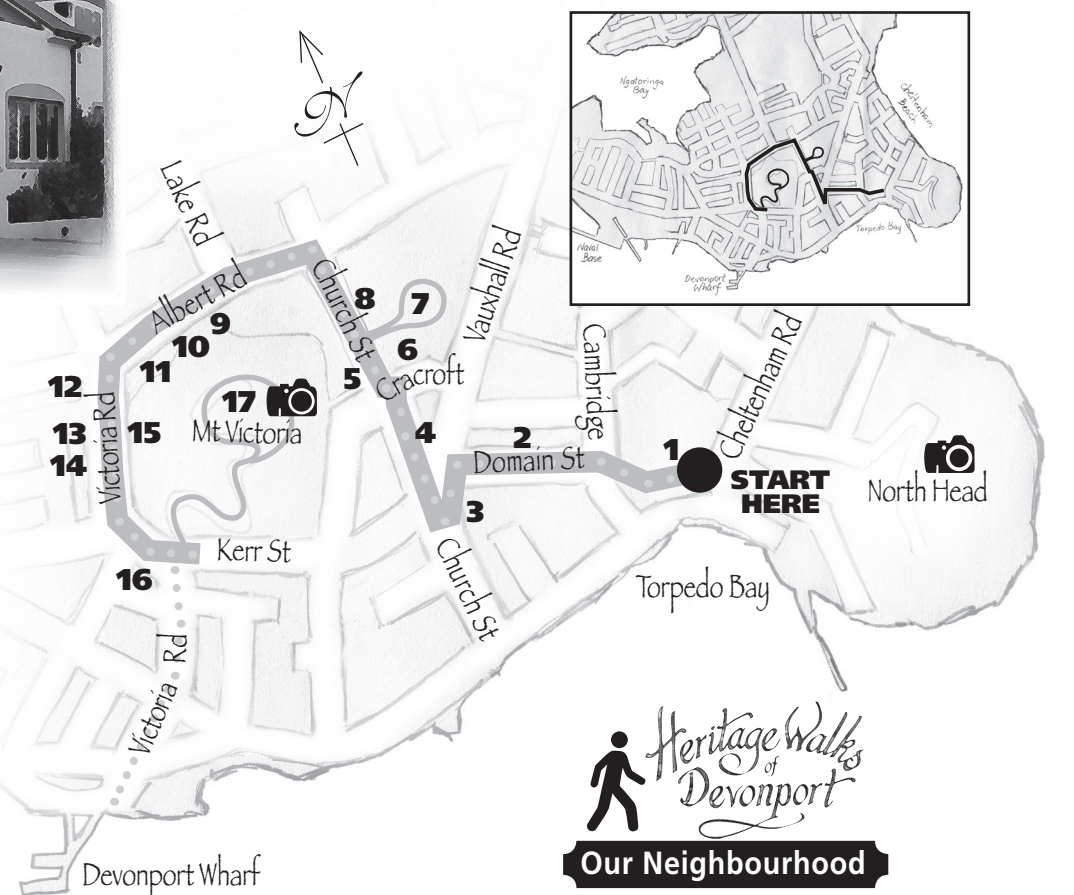 N
Ngataringa
Bay
Cheltenham
Beach
Torpedo Bay
Naval
Base
Devonport
Wharf
Lake Rd
Albert Rd
Church St
Vauxhall Rd
Cracroft
Cambridge
Cheltenham Rd
8
7
9
10
11
6
5
12
13
14
15
17
Mt Victoria
Victoria Rd
4
2
Domain St
1
START
HERE
North Head
3
Kerr St
16
Church St
Torpedo Bay
Victoria Rd
Devonport Wharf
Heritage Walks
of
Devonport
Our Neighbourhood